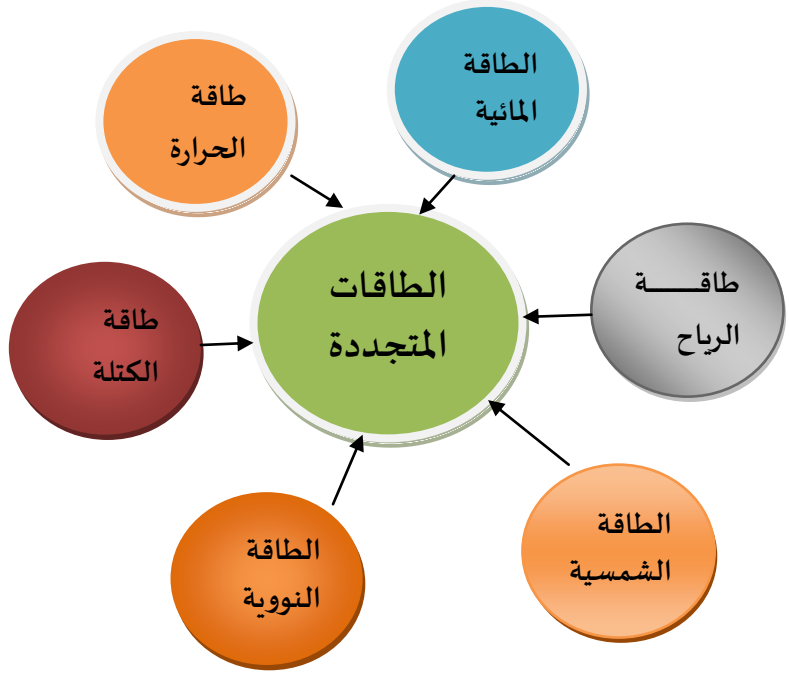 الطاقة
المائية
طاقة
الحرارة
الطاقات
المتجددة
طاقـــــة
الرياح
طاقة
الكتلة
الطاقة
الشمسية
الطاقة
النووية